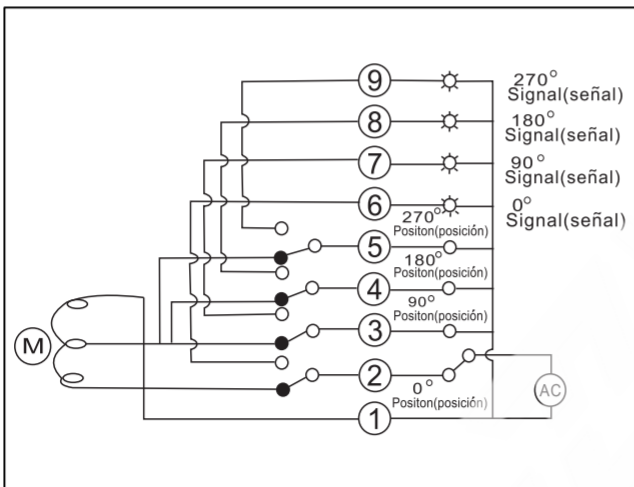 9
270°
Signal(señal)
8
180°
Signal(señal)
7
90°
Signal(señal)
6
0°
Signal(señal)
270°
Positon(posición)
5
180°
Positon(posición)
4
90°
Positon(posición)
3
M
2
0°
Positon(posición)
AC
1